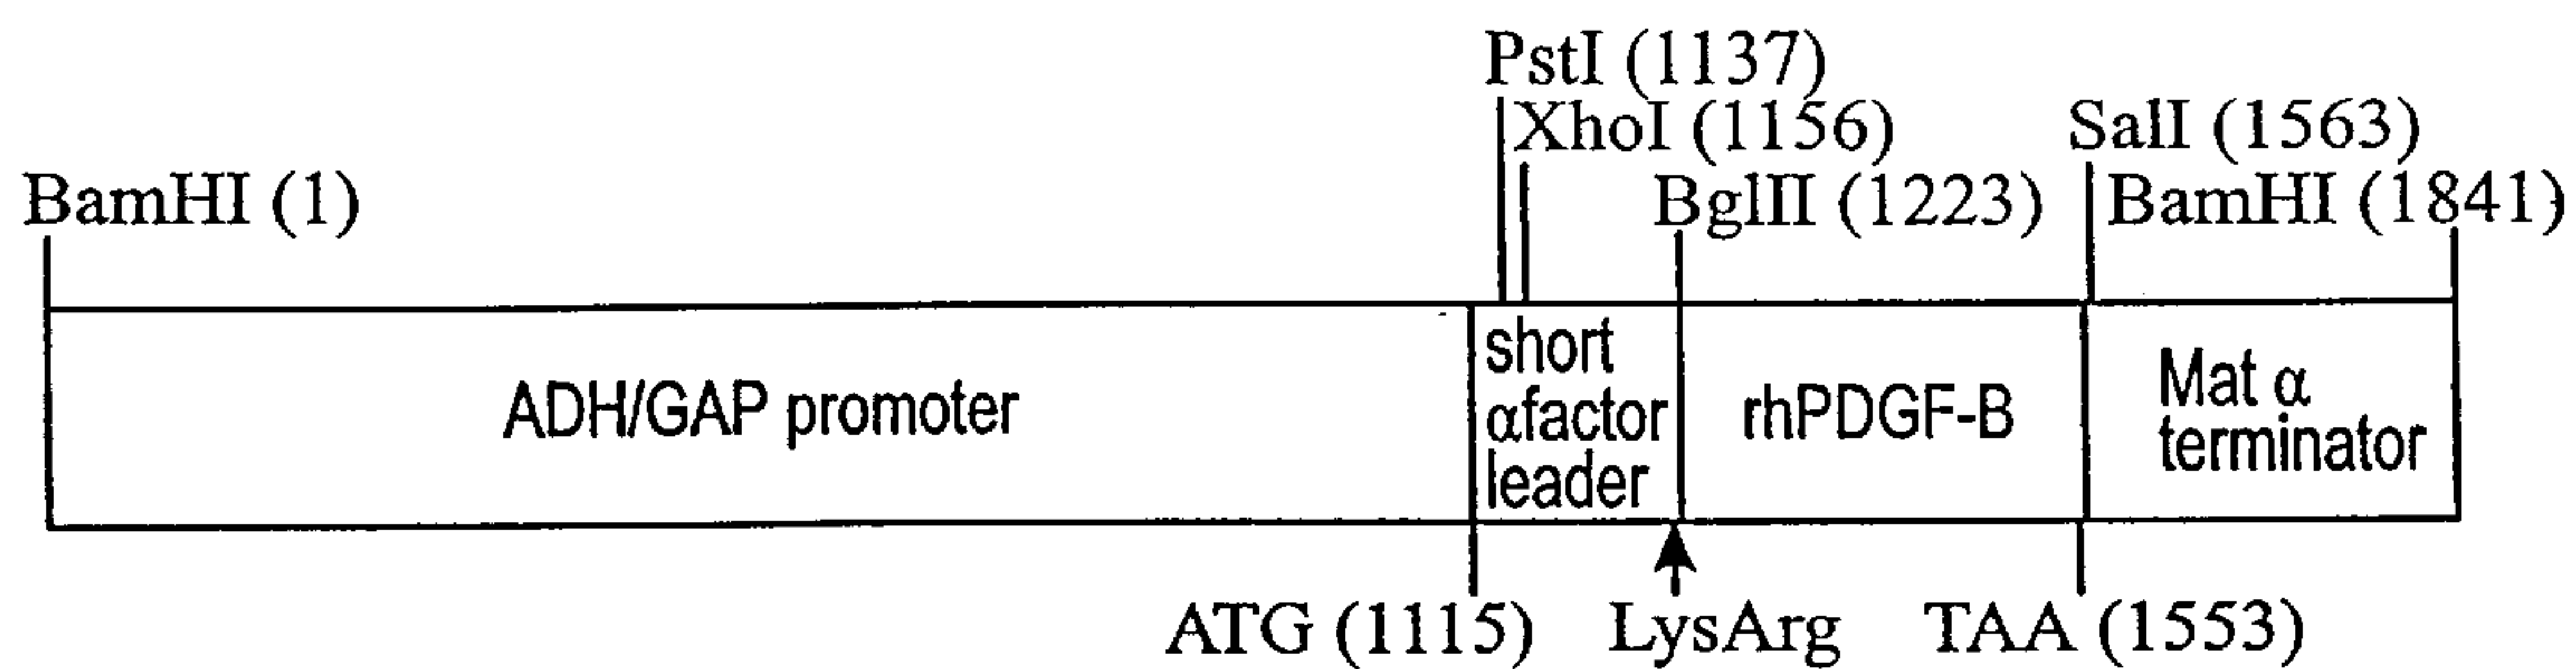 PstI (1137)
XhoI (1156)
SalI (1563)
BamHI (1)
BglII (1223)
BamHI (1841)
ADH/GAP promoter
short
αfactor
leader
rhPDGF-B
Mat α
terminator
ATG (1115)
LysArg
TAA (1553)